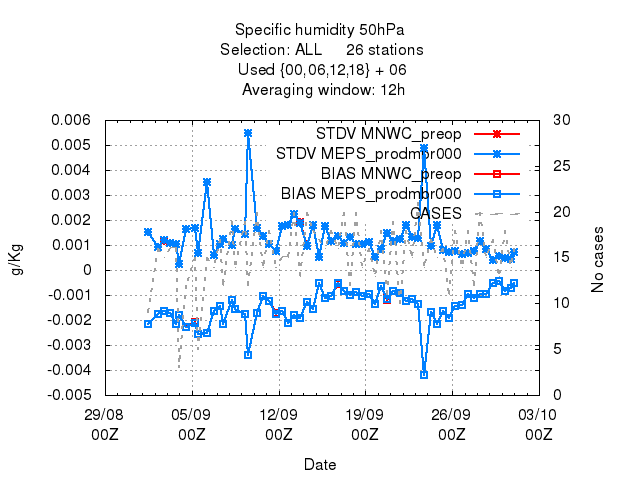 Specific humidity 50hPa
Selection: ALL 26 stations
Used {00,06,12,18} + 06
Averaging window: 12h
STDV MNWC_preop
STDV MEPS_prodmbr000
BIAS MNWC_preop
BIAS MEPS_prodmbr000
CASES
0.006
0.005
0.004
0.003
0.002
0.001
0
-0.001
-0.002
-0.003
-0.004
-0.005
g/Kg
30
25
20
15
10
5
0
No cases
29/08 05/09 12/09 19/09 26/09 03/10
00Z 00Z 00Z 00Z 00Z 00Z
Date